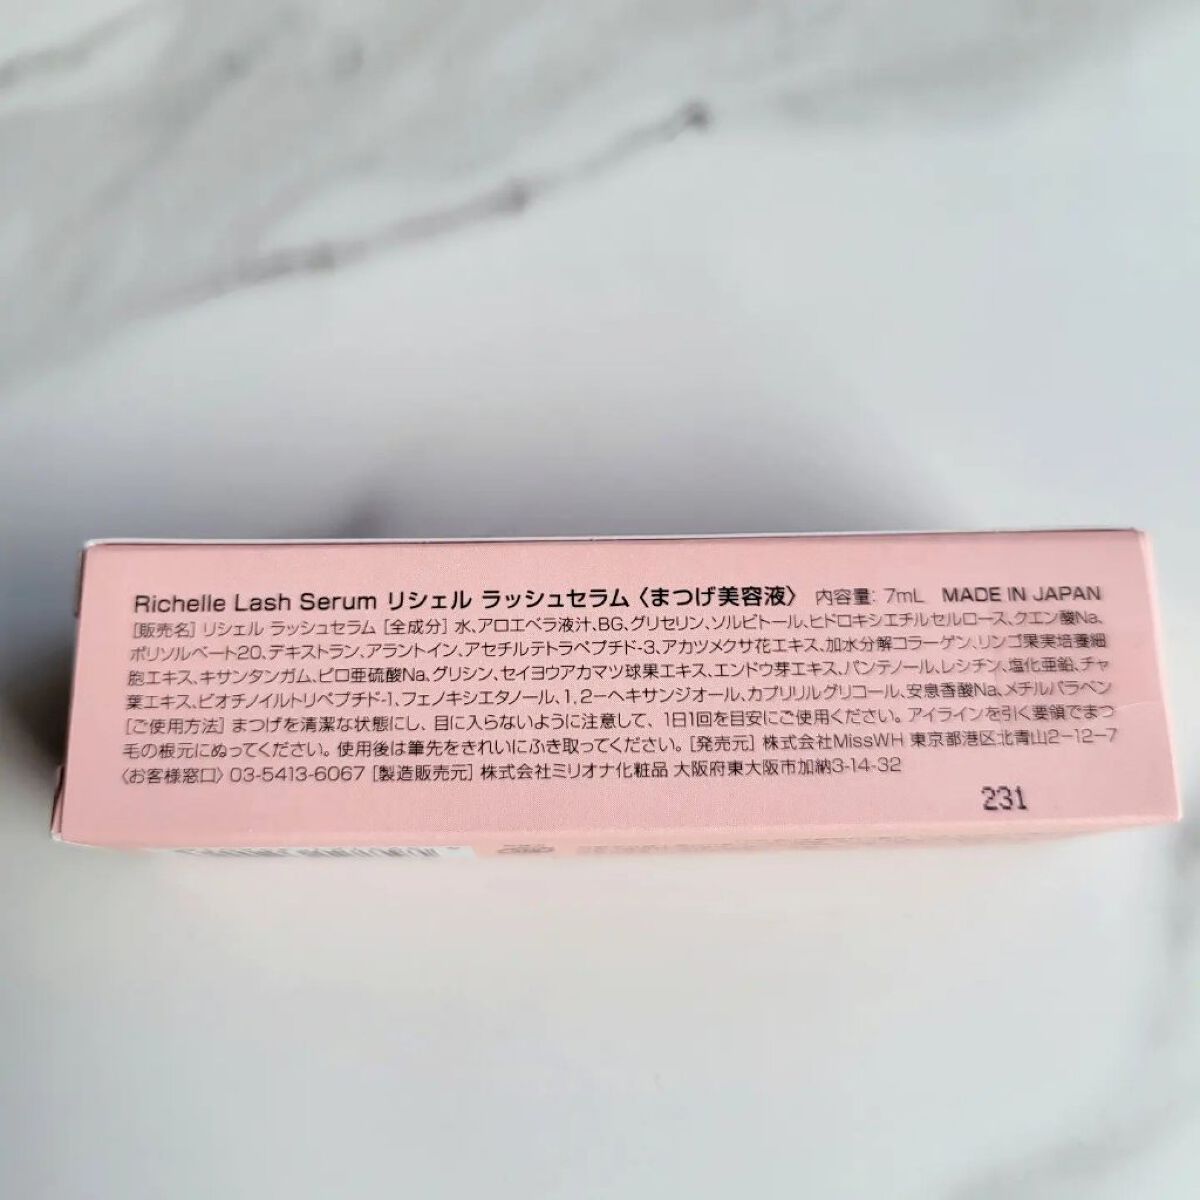 Richelle Lash Serum リシェル ラッシュセラム〈まつげ美容液〉 内容量: 7mL MADE IN JAPAN
[販売名] リシェル ラッシュセラム [全成分] 水、アロエベラ液汁、BG、グリセリン、ソルビトール、ヒドロキシエチルセルロース、クエン酸Na、
ポリソルベート20、デキストラン、アラントイン、アセチルテトラペプチド-3、アカツメクサ花エキス、加水分解コラーゲン、リンゴ果実培養細
胞エキス、キサンタンガム、ピロ亜硫酸Na、グリシン、セイヨウアカマツ球果エキス、エンドウ芽エキス、パンテノール、レシチン、塩化亜鉛、チャ
葉エキス、ビオチノイルトリペプチド-1、フェノキシエタノール、1,2-ヘキサンジオール、カプリリルグリコール、安息香酸Na、メチルパラベン
[ご使用方法] まつげを清潔な状態にし、目に入らないように注意して、1日1回を目安にご使用ください。アイラインを引く要領でまつ
毛の根元にぬってください。使用後は筆先をきれいにふき取ってください。[発売元] 株式会社MissWH 東京都港区北青山2-12-7
〈お客様窓口〉03-5413-6067 [製造販売元] 株式会社ミリオナ化粧品 大阪府東大阪市加納3-14-32
231